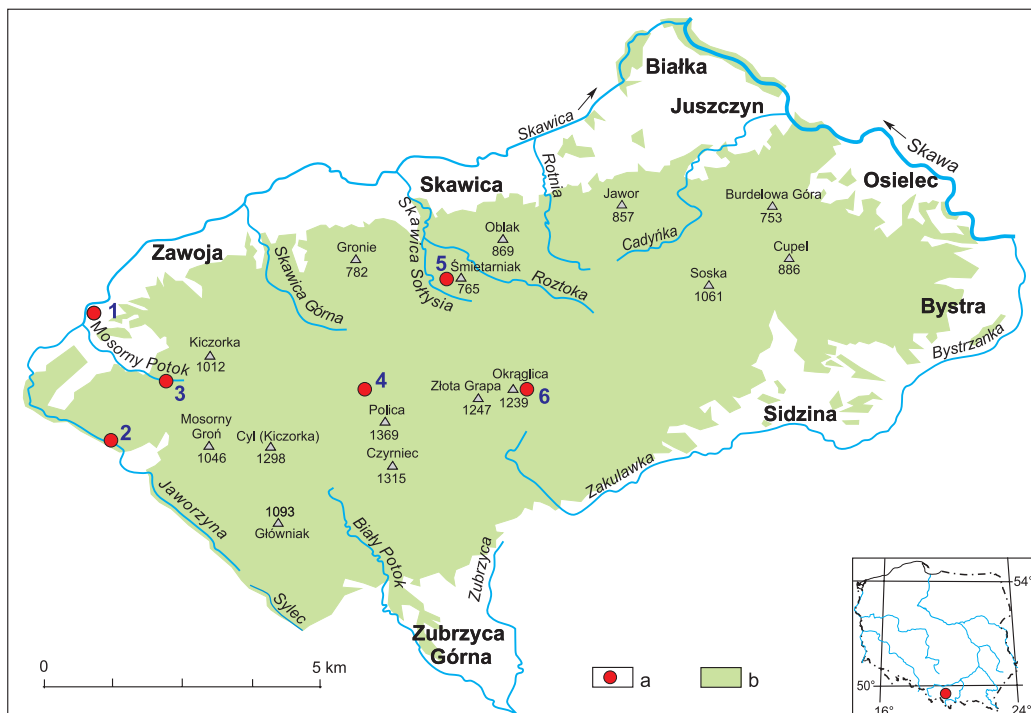 Białka
Juszczyn
Skawica
Skawa
Osielec
Skawica
Rotnia
Jawor
857
Burdelowa Góra
753
Skawica Sołtysia
Oblak
869
Cadyńka
Zawoja
Gronie
782
Cupel
886
5
Śmietarniak
765
Roztoka
Soska
1061
Skawica Górna
Bystra
1
Mosorny Potok
Bystrzanka
Kiczorka
1012
3
4
Złota Grapa
1247
Okrąglica
1239
6
Polica
1369
Sidzina
2
Mosorny
Groń
1046
Cyl (Kiczorka)
1298
Czyrniec
1315
Zakulawka
Jaworzyna
1093
Główniak
Biały Potok
Zubrzyca
Sylec
Zubrzyca
Górna
0
5 km
a
b
54°
50°
16°
24°